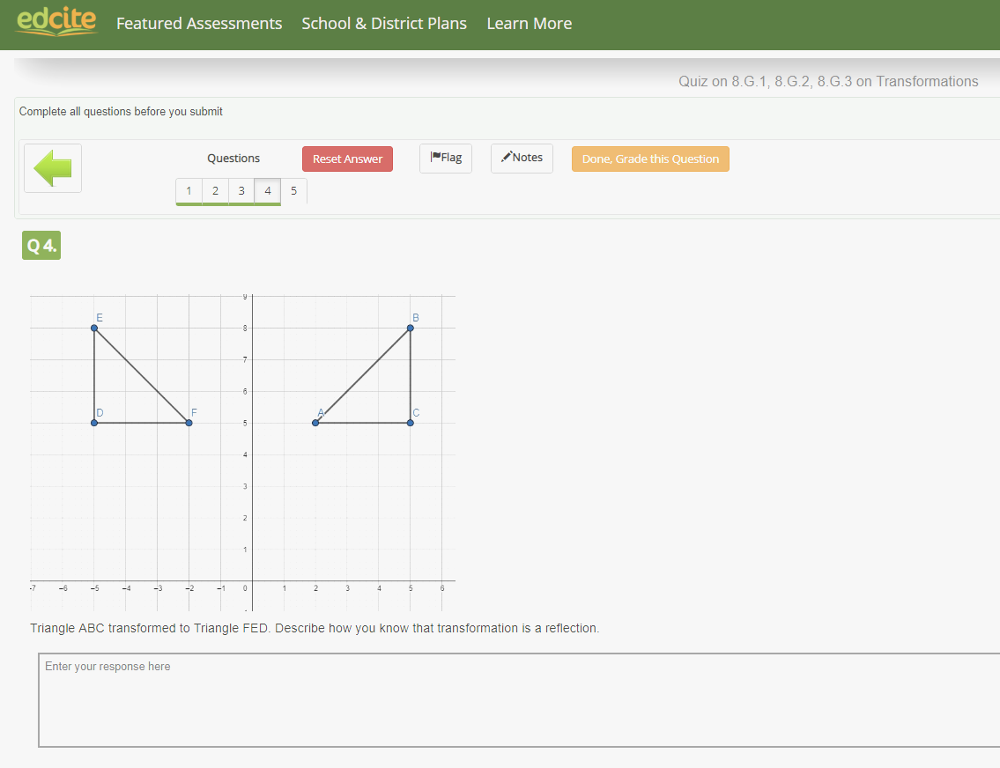 edcite Featured Assessments School & District Plans Learn More
Quiz on 8.G.1, 8.G.2, 8.G.3 on Transformations
Complete all questions before you submit
Questions Reset Answer Flag Notes Done, Grade this Question
1 2 3 4 5
Q 4.
9
E B
8
7
6
D F A C
5
4
3
2
1
-7 -6 -5 -4 -3 -2 -1 0 1 2 3 4 5 6
Triangle ABC transformed to Triangle FED. Describe how you know that transformation is a reflection.
Enter your response here